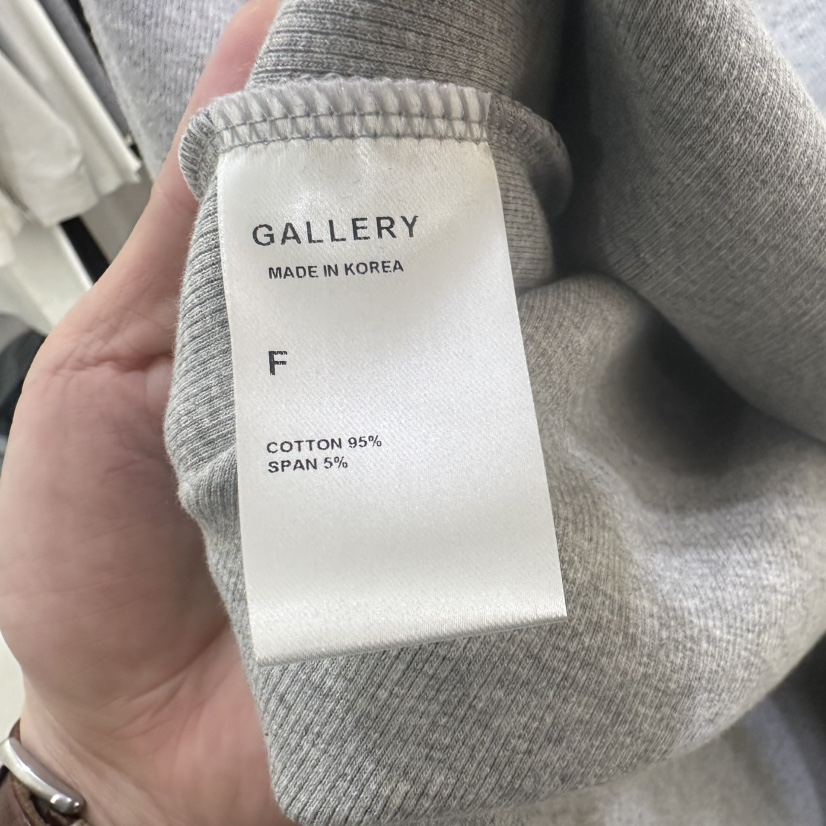 GALLERY
MADE IN KOREA
F
COTTON 95%
SPAN 5%